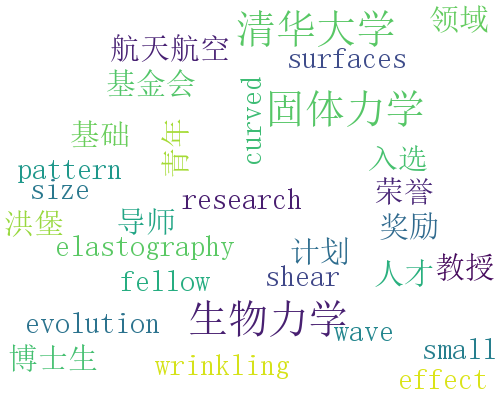 清华大学
领域
航天航空
surfaces
基金会
curved
固体力学
基础
青年
pattern
入选
size
research
荣誉
洪堡
导师
奖励
elastography
计划
fellow
shear
人才
教授
evolution
生物力学
wave
博士生
wrinkling
small
effect